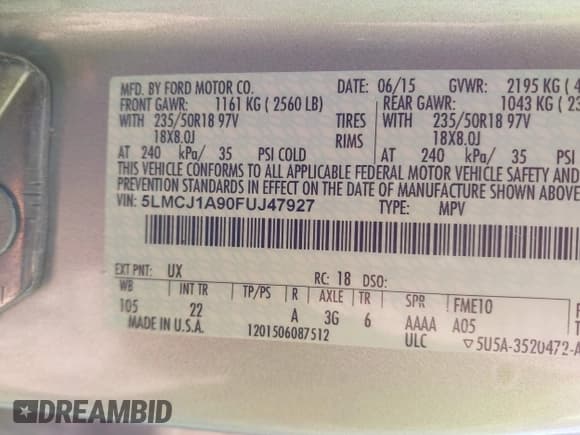 MFD. BY FORD MOTOR CO. DATE: 06/15 GVWR: 2195 KG ( 4
FRONT GAWR: 1161 KG ( 2560 LB) REAR GAWR: 1043 KG ( 23
WITH 235/50R18 97V TIRES WITH 235/50R18 97V
18X8.0J RIMS 18X8.0J
AT 240 kPa/ 35 PSI COLD AT 240 kPa/ 35 PSI
THIS VEHICLE CONFORMS TO ALL APPLICABLE FEDERAL MOTOR VEHICLE SAFETY AND
PREVENTION STANDARDS IN EFFECT ON THE DATE OF MANUFACTURE SHOWN ABOVE
VIN: 5LMCJ1A90FUJ47927 TYPE: MPV
EXT PNT: UX RC: 18 DSO:
WB INT TR TP/PS R AXLE TR SPR FME10
105 22 A 3G 6 AAAA A05
MADE IN U.S.A. 1201506087512 ULC ▽5U5A-3520472-A
DREAMBID